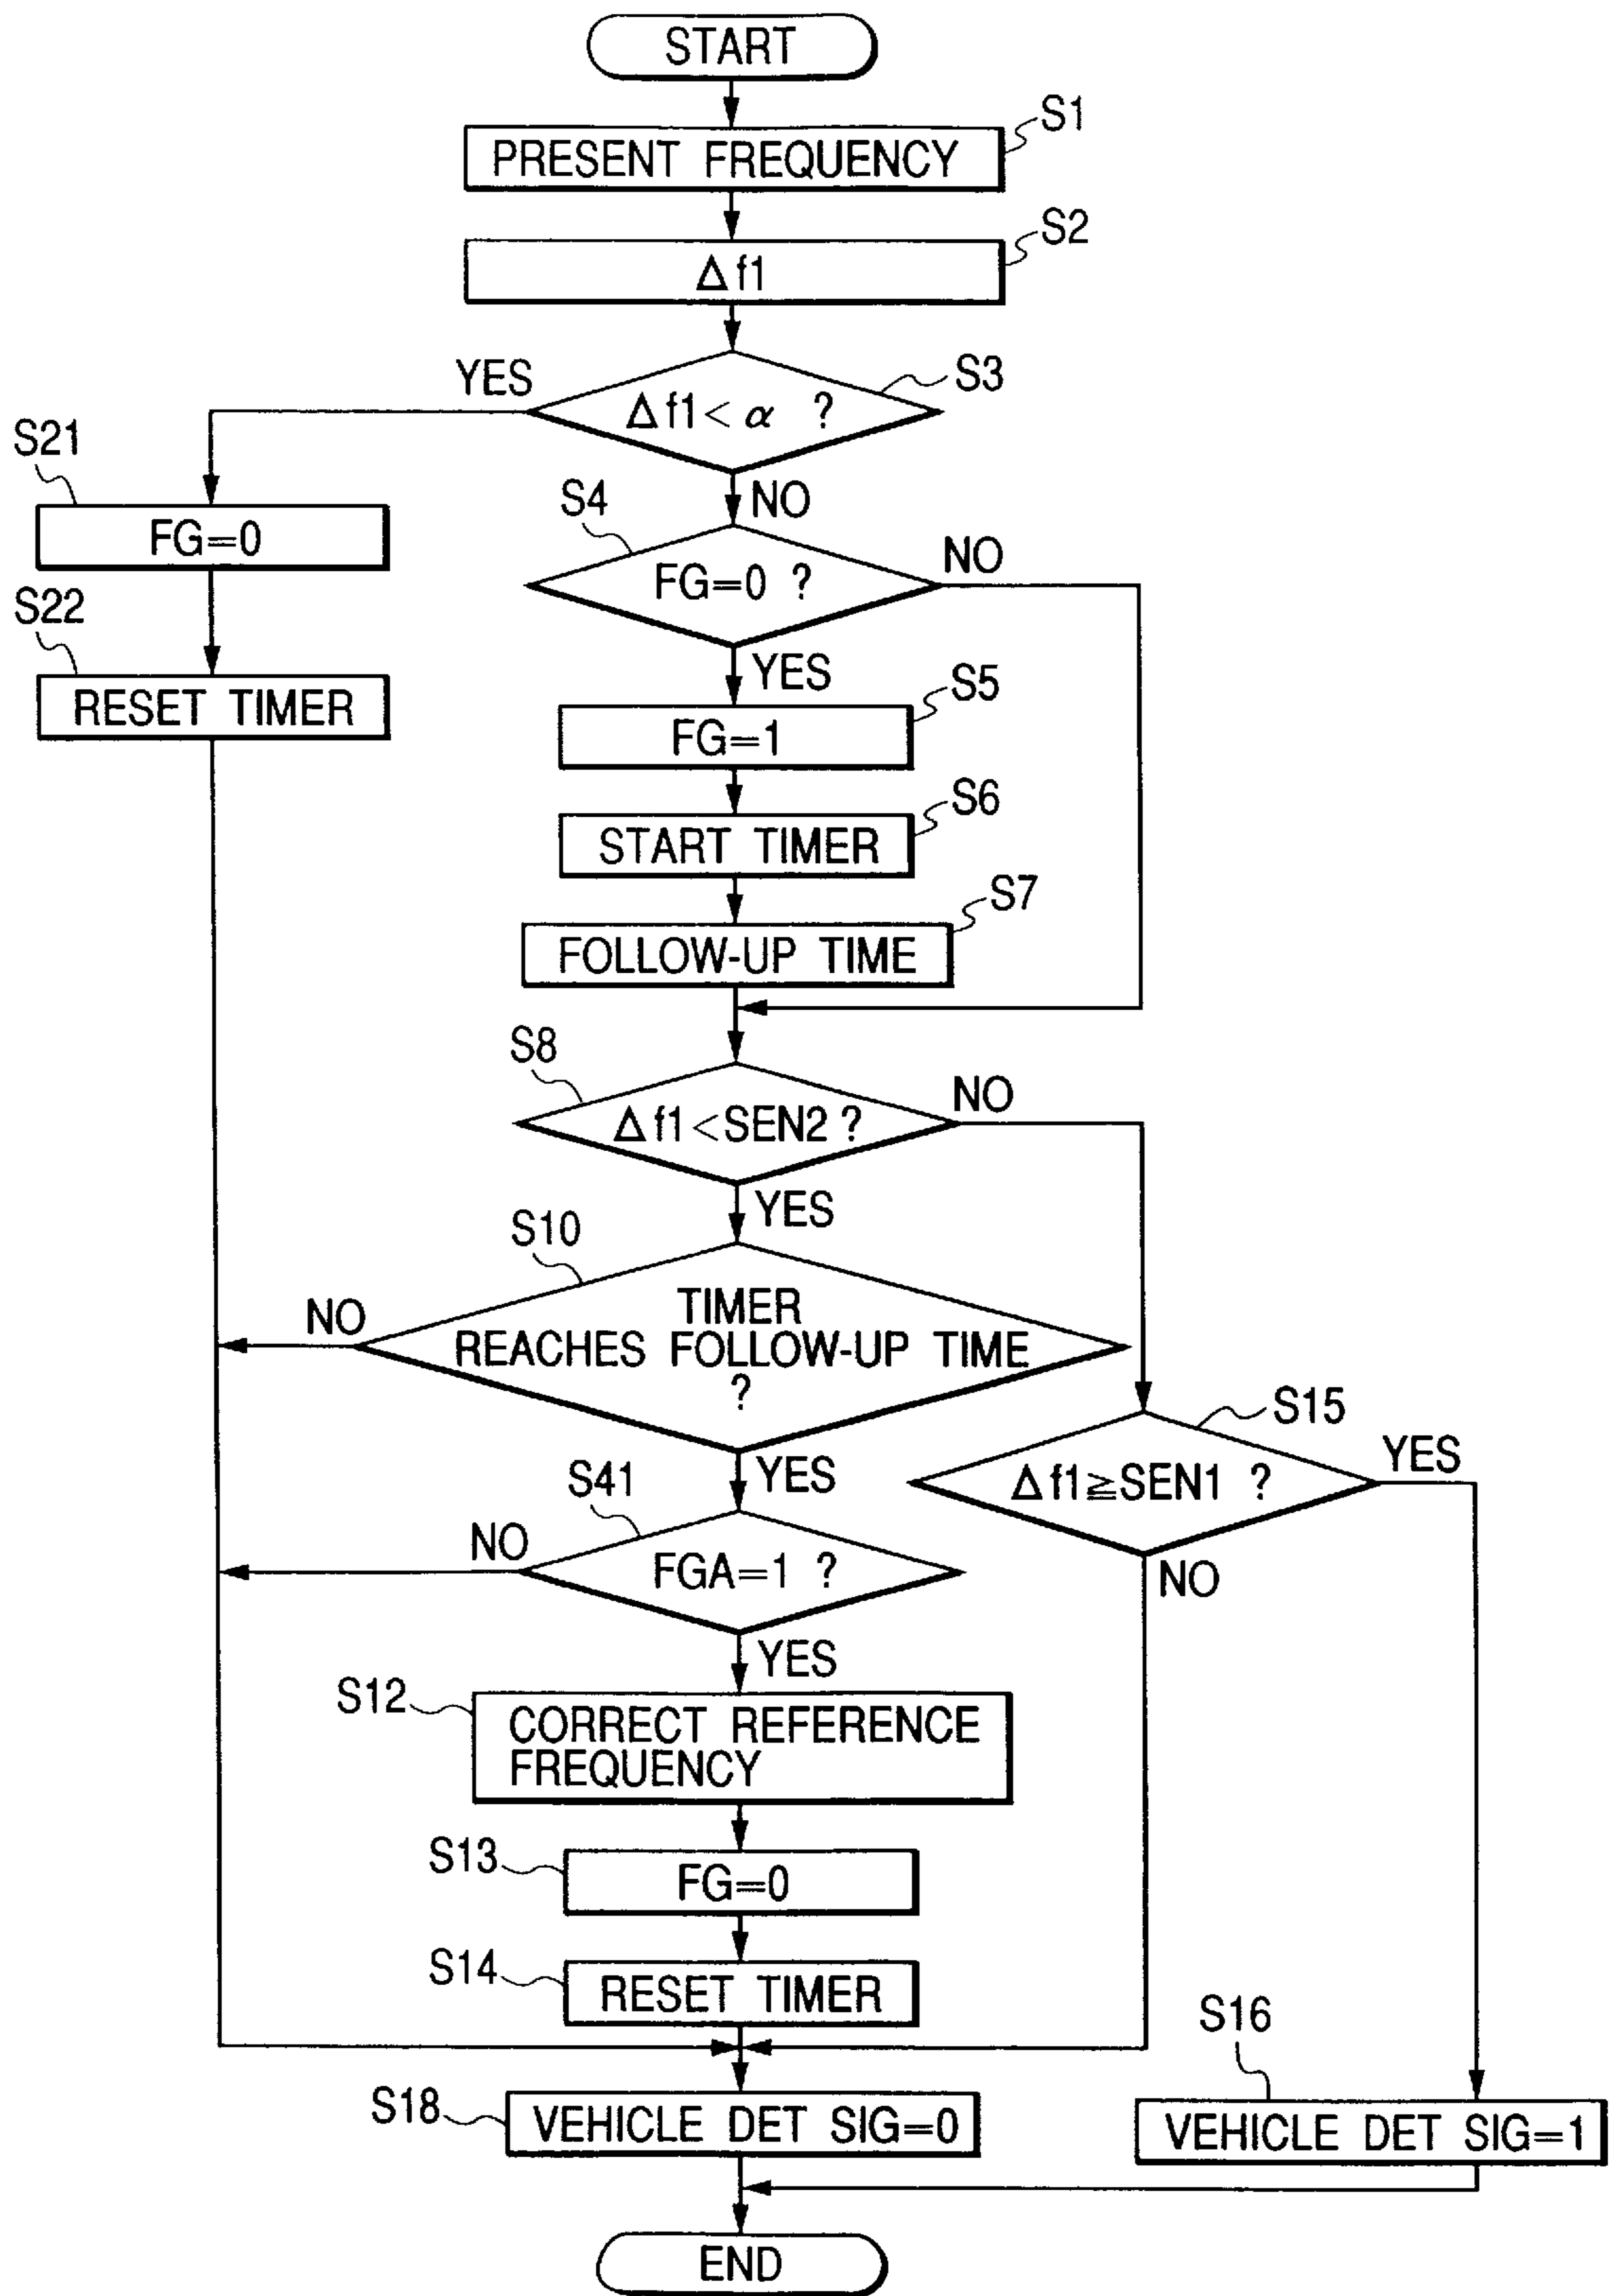 START
S1
PRESENT FREQUENCY
S2
Δf1
YES
S3
Δf1<α ?
S21
FG=0
S4
NO
FG=0 ?
NO
S22
RESET TIMER
YES
S5
FG=1
S6
START TIMER
S7
FOLLOW-UP TIME
S8
Δf1<SEN2 ?
NO
YES
S10
TIMER
REACHES FOLLOW-UP TIME
?
NO
S15
Δf1≧SEN1 ?
YES
YES
S41
NO
FGA=1 ?
NO
YES
S12
CORRECT REFERENCE
FREQUENCY
S13
FG=0
S14
RESET TIMER
S16
S18
VEHICLE DET SIG=0
VEHICLE DET SIG=1
END